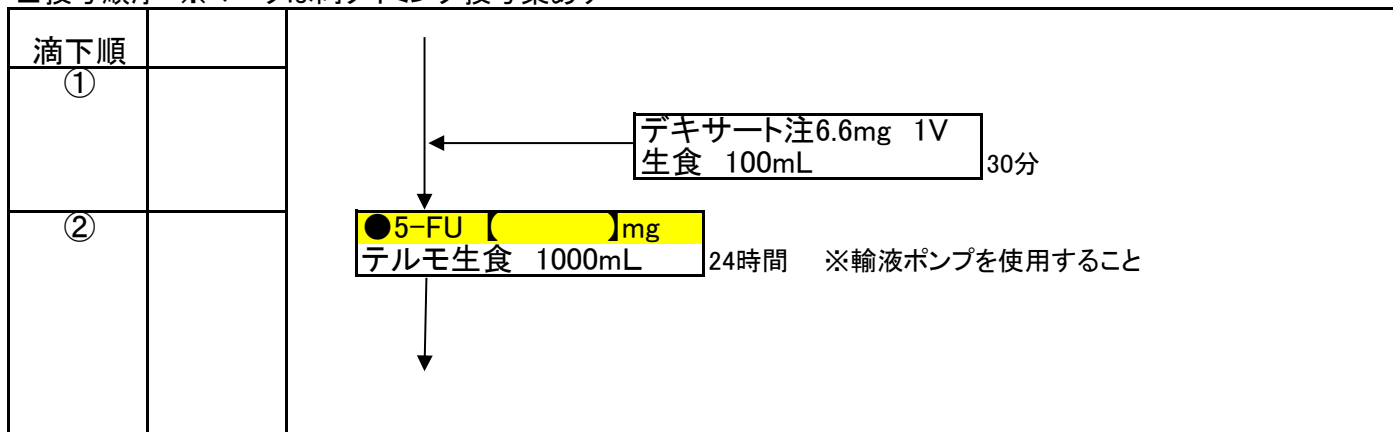 滴下順
①
デキサート注6.6mg 1V
生食 100mL
30分
②
●5-FU 【 】mg
テルモ生食 1000mL
24時間 ※輸液ポンプを使用すること